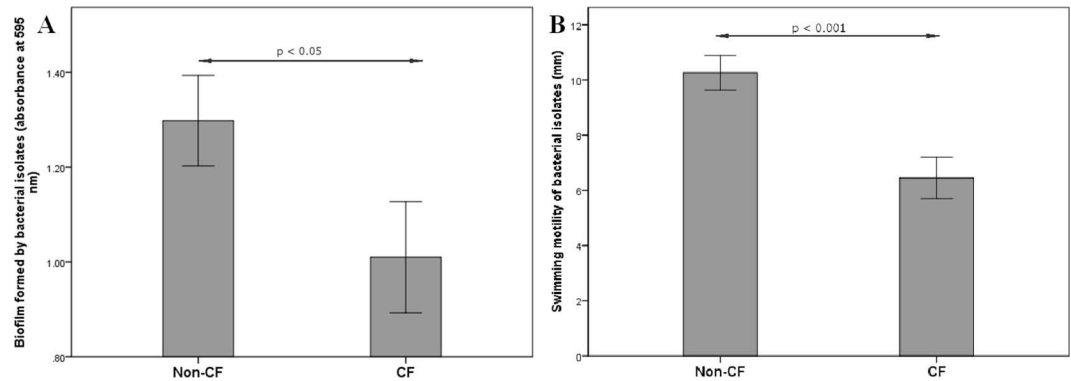 A
Biofilm formed by bacterial isolates (absorbance at 595
nm)
1.40
1.20
1.00
.80
p < 0.05
Non-CF
CF
B
Swimming motility of bacterial isolates (mm)
12
10
8
6
4
2
0
p < 0.001
Non-CF
CF